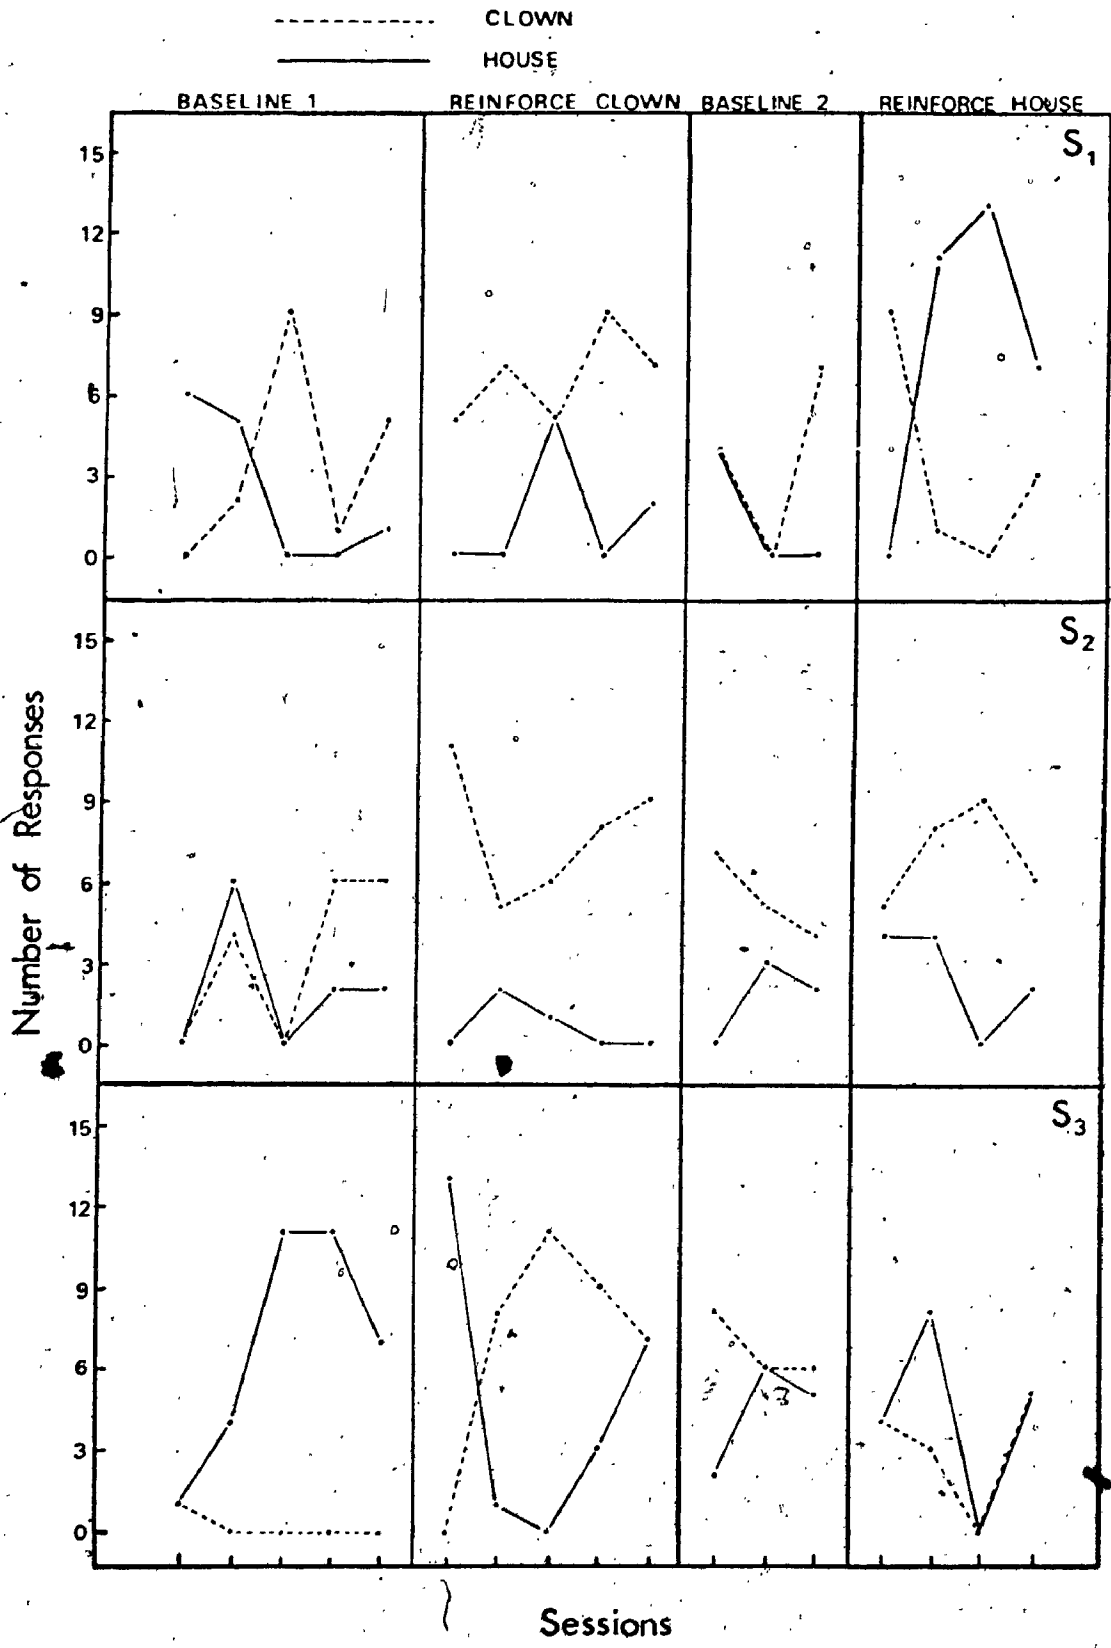 CLOWN
HOUSE
BASELINE 1 REINFORCE CLOWN BASELINE 2 REINFORCE HOUSE
S1
15
12
9
6
3
0
S2
15
12
9
6
3
0
S3
15
12
9
6
3
0
Number of Responses
Sessions